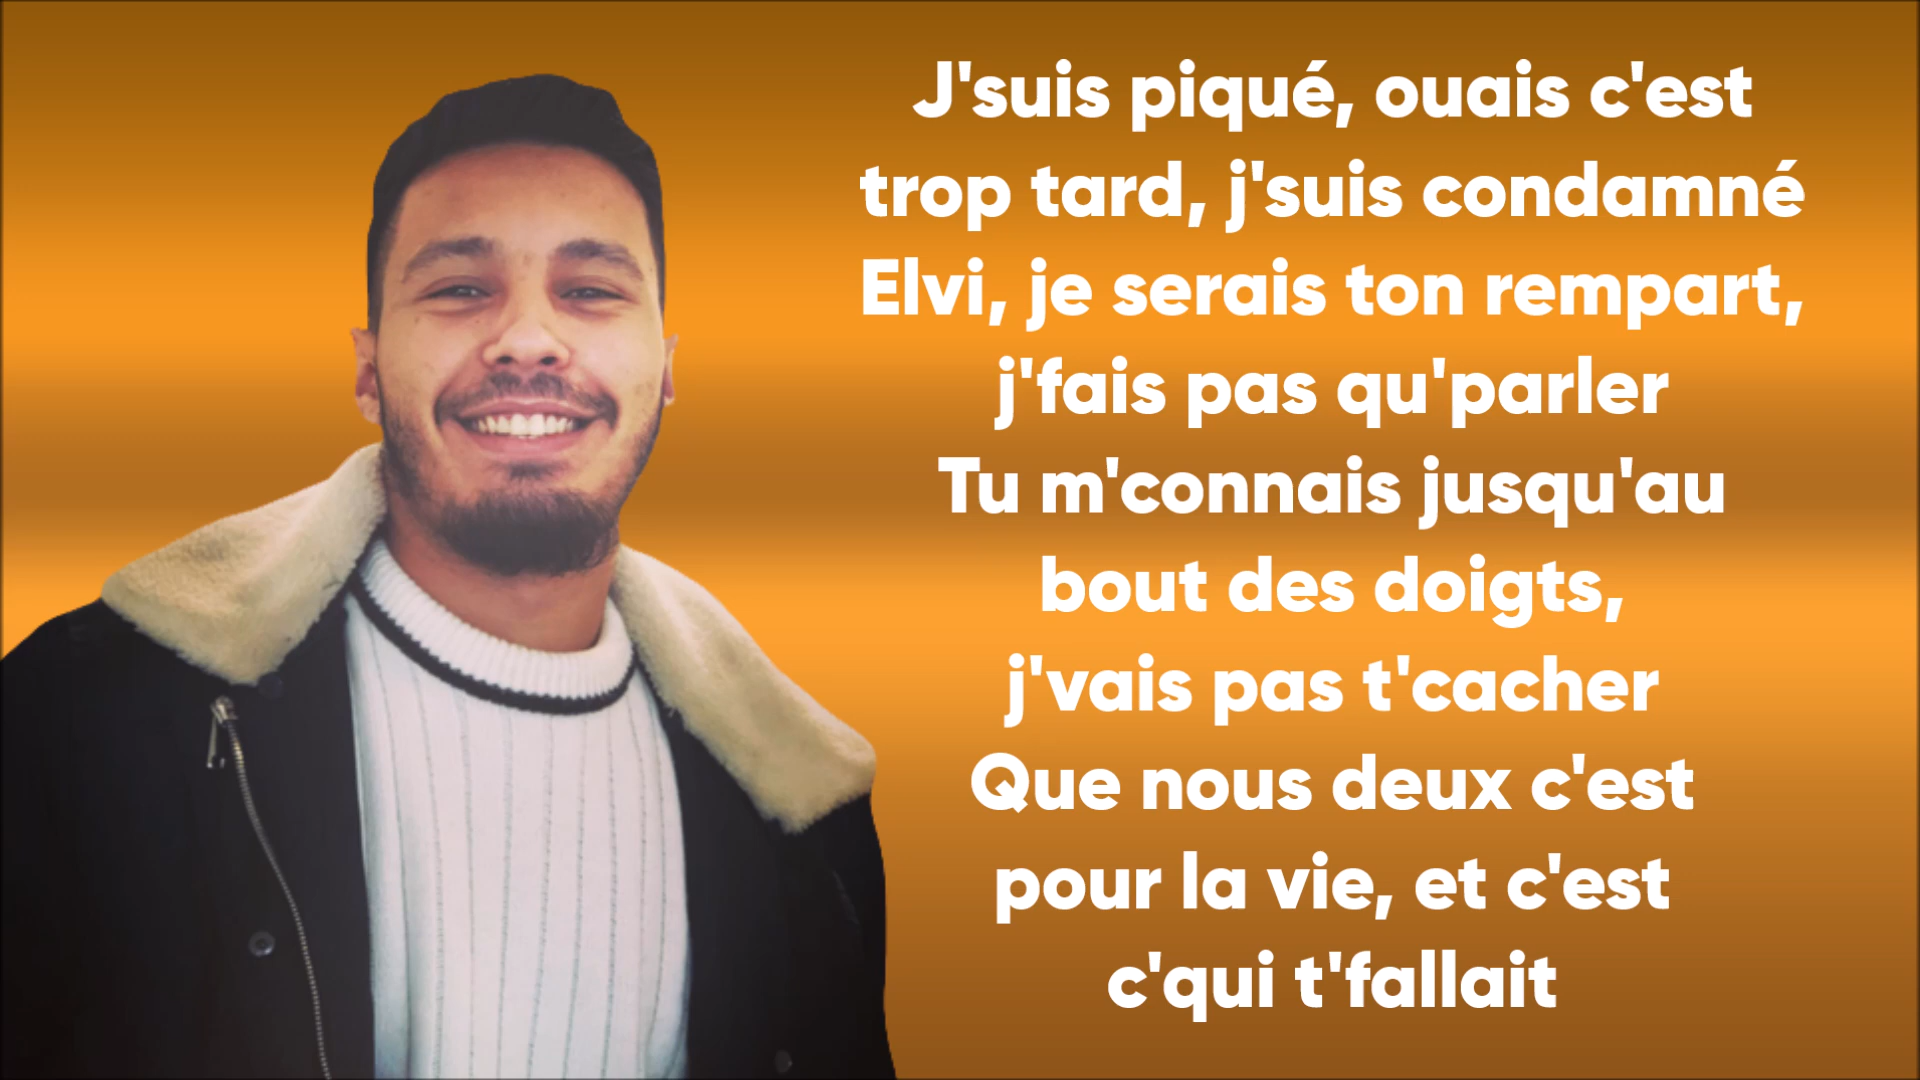 J'suis piqué, ouais c'est
trop tard, j'suis condamné
Elvi, je serais ton rempart,
j'fais pas qu'parler
Tu m'connais jusqu'au
bout des doigts,
j'vais pas t'cacher
Que nous deux c'est
pour la vie, et c'est
c'qui t'fallait